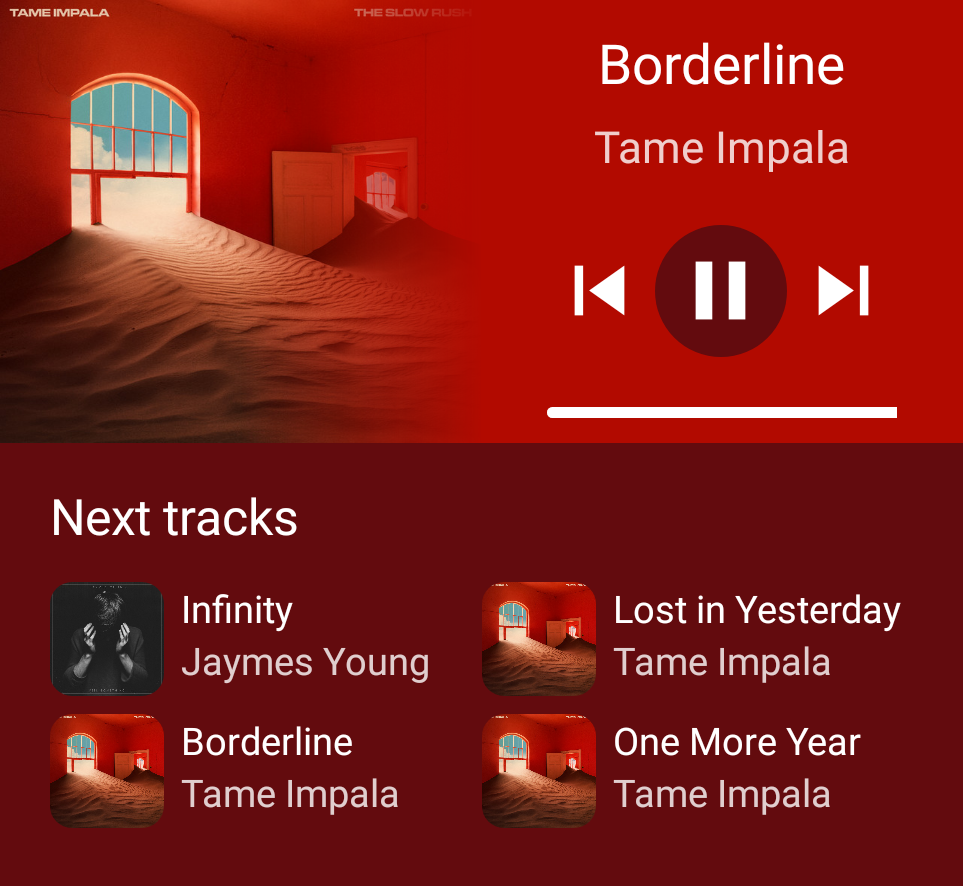 TAME IMPALA
THE SLOW RUSH
Borderline
Tame Impala
Next tracks
Infinity
Jaymes Young
Lost in Yesterday
Tame Impala
Borderline
Tame Impala
One More Year
Tame Impala